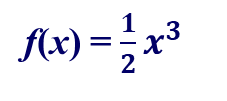 f(x) = 1/2 x³